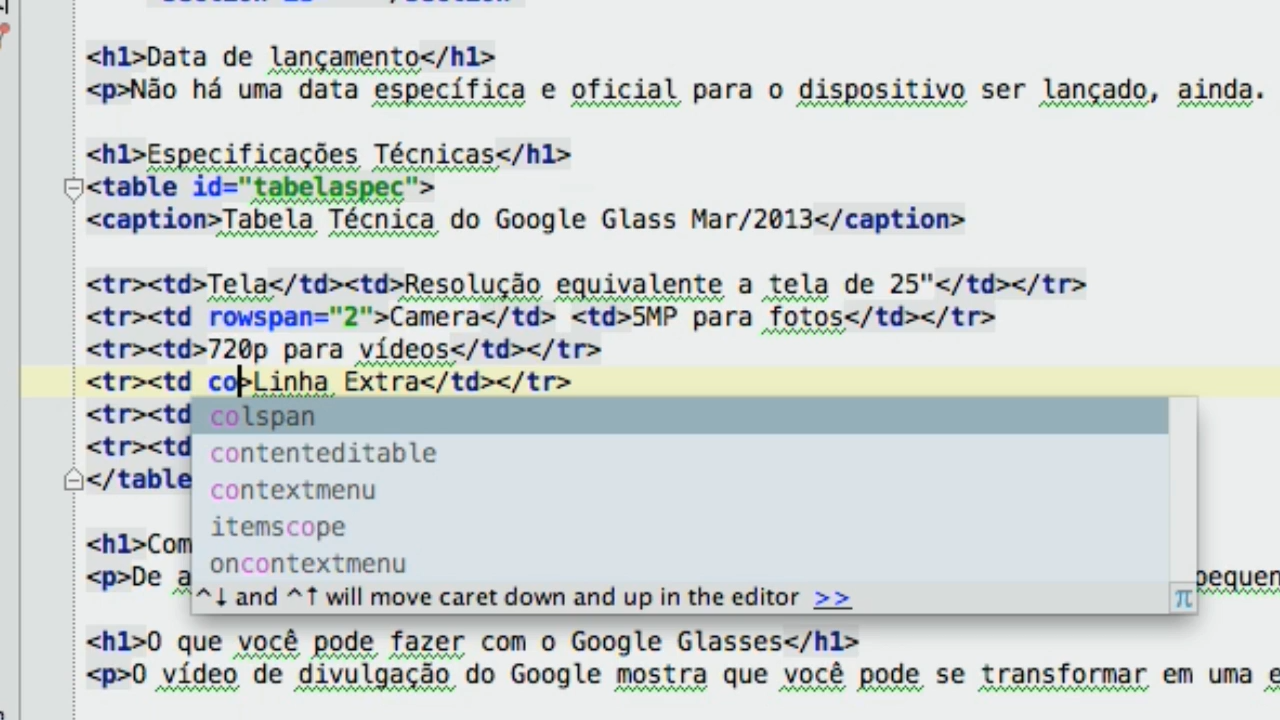 <h1>Data de lançamento</h1>
<p>Não há uma data específica e oficial para o dispositivo ser lançado, ainda.
<h1>Especificações Técnicas</h1>
<table id="tabelaspec">
<caption>Tabela Técnica do Google Glass Mar/2013</caption>
<tr><td>Tela</td><td>Resolução equivalente a tela de 25"</td></tr>
<tr><td rowspan="2">Camera</td> <td>5MP para fotos</td></tr>
<tr><td>720p para vídeos</td></tr>
<tr><td co>Linha Extra</td></tr>
<tr><td
colspan
contenteditable
<tr><td
contextmenu
</table
itemscope
<h1>Com
oncontextmenu
<p>De a
pequen
^↓ and ^↑ will move caret down and up in the editor >>
π
<h1>O que você pode fazer com o Google Glasses</h1>
<p>O vídeo de divulgação do Google mostra que você pode se transformar em uma e